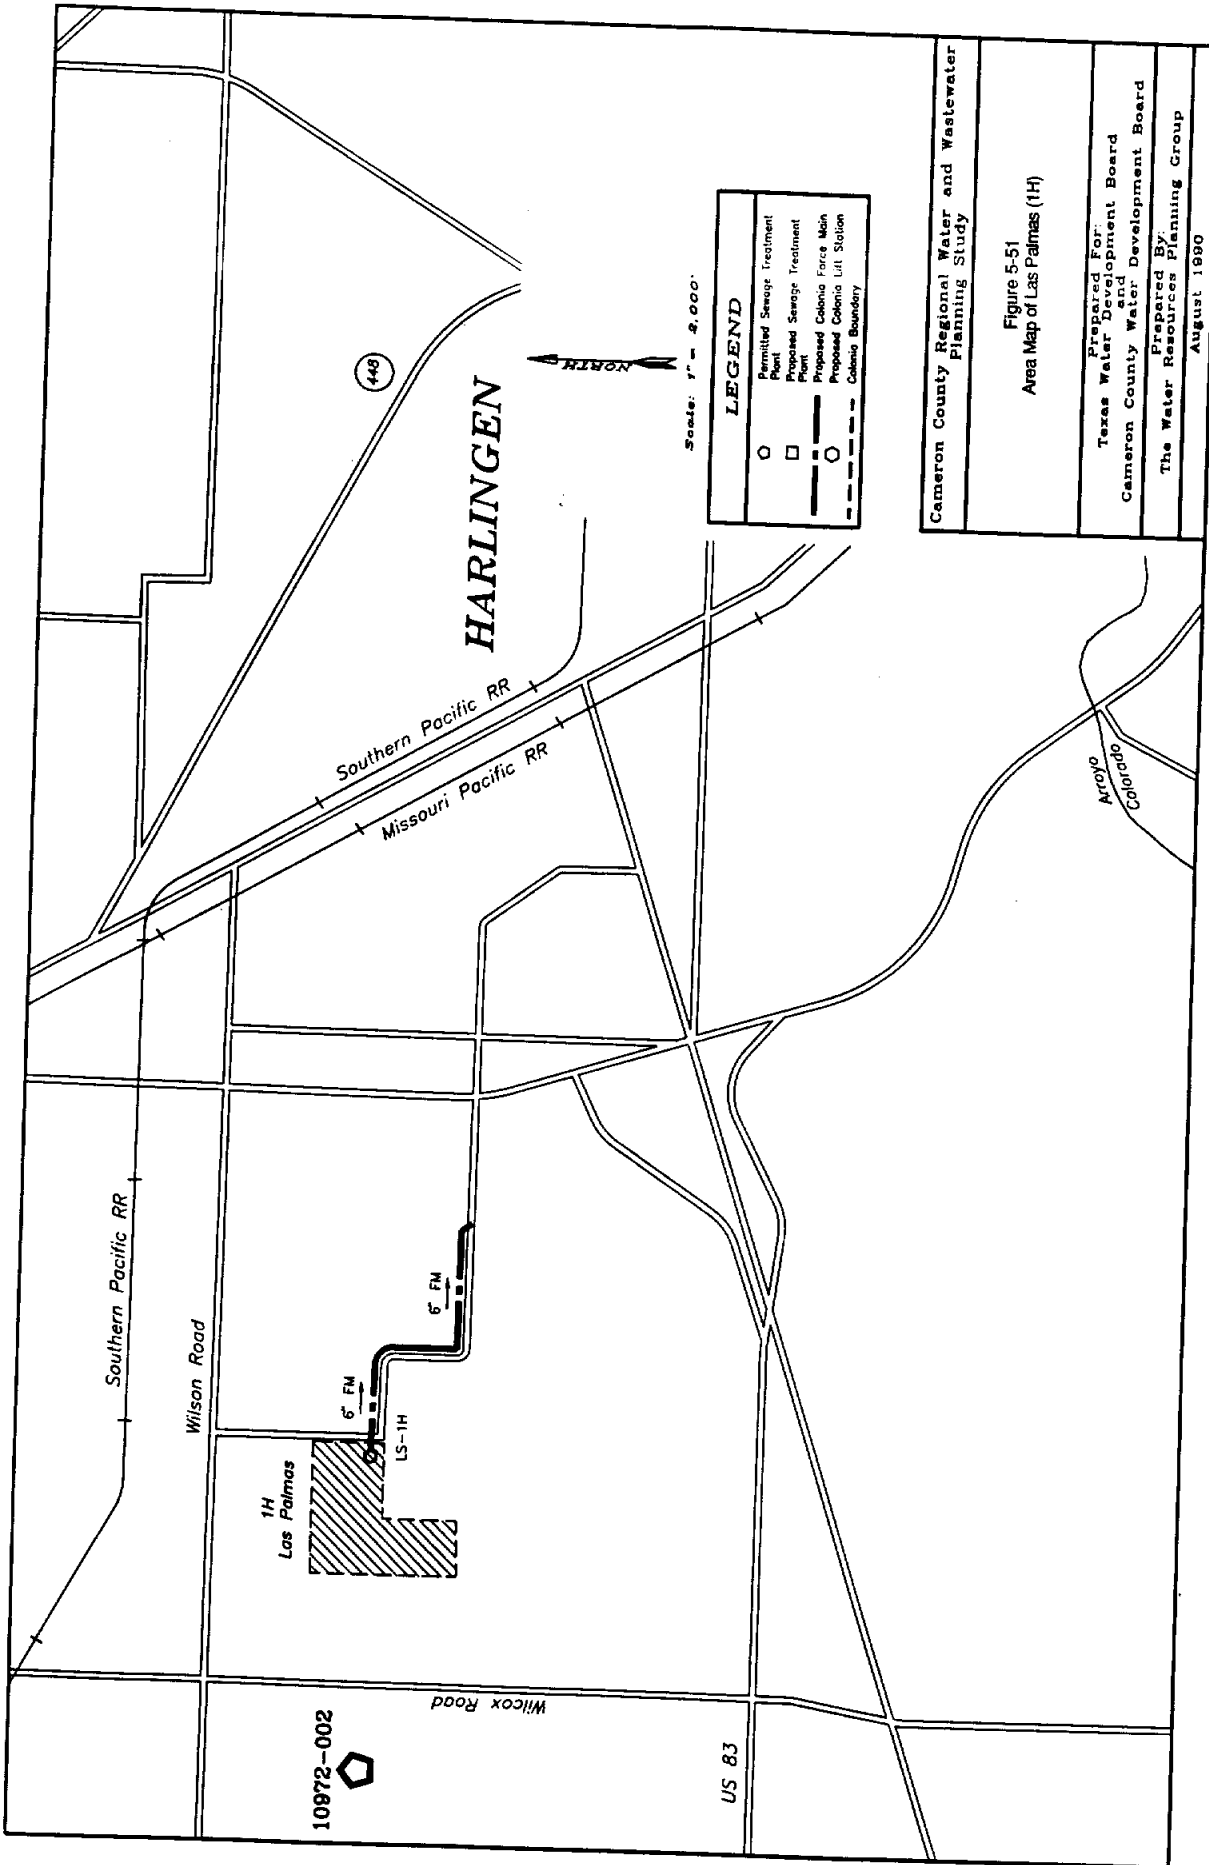 Southern Pacific RR
Wilson Road
1H
Las Palmas
6" FM
LS-1H
6" FM
10972-002
Wilcox Road
US 83
Southern Pacific RR
Missouri Pacific RR
448
HARLINGEN
Arroyo
Colorado
NORTH
Scale: 1" = 2,000'
LEGEND
Permitted Sewage Treatment
Plant
Proposed Sewage Treatment
Plant
Proposed Colonia Force Main
Proposed Colonia Lift Station
Colonia Boundary
Cameron County Regional Water and Wastewater
Planning Study
Figure 5-51
Area Map of Las Palmas (1H)
Prepared For:
Texas Water Development Board
and
Cameron County Water Development Board
Prepared By:
The Water Resources Planning Group
August 1990